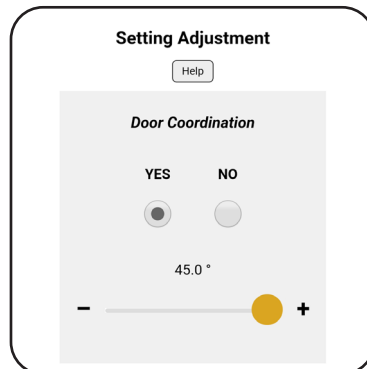 Setting Adjustment
Help
Door Coordination
YES NO
45.0 °
− +